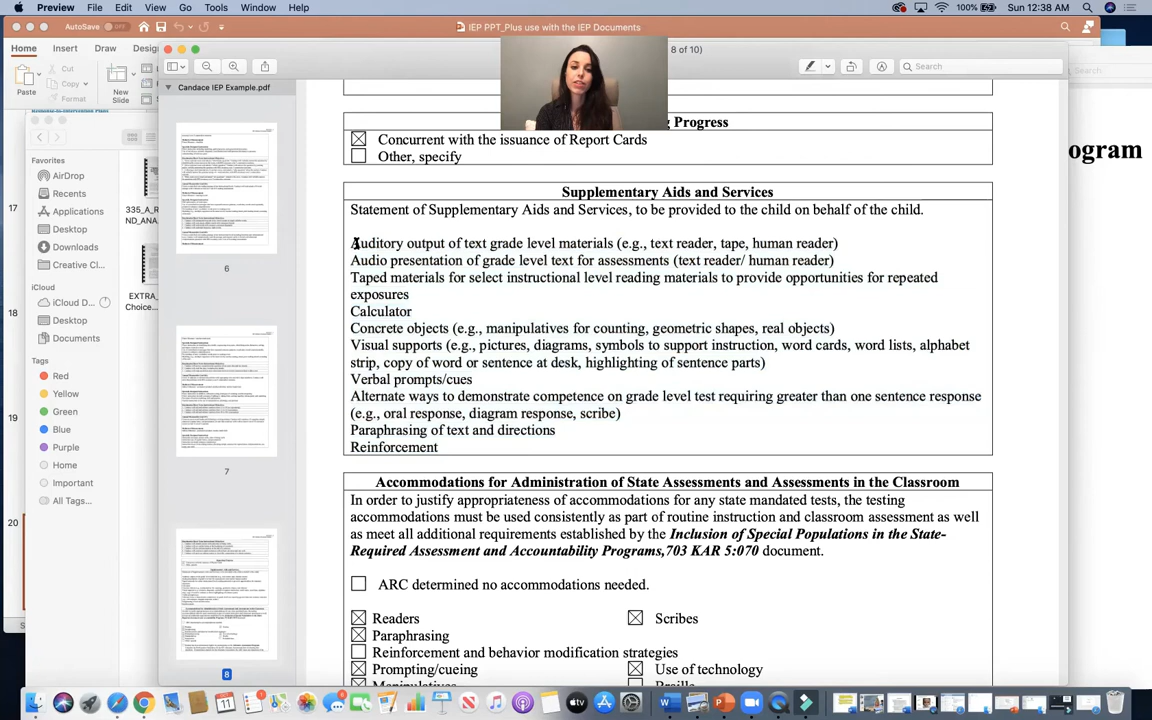 Preview File Edit View Go Tools Window Help
100% Sun 12:38 AM
AutoSave
IEP PPT_Plus use with the IEP Documents
Home Insert Draw Desig
8 of 10)
Cut
Copy
Format
Paste
New
Slide
Search
Search
Candace IEP Example.pdf
6
7
8
17
18
19
20
Favorites
AirDrop
Recents
Applications
Desktop
Downloads
Creative Cl...
iCloud
iCloud D...
Desktop
Documents
Tags
Red
Yellow
Green
Blue
Purple
Home
Important
All Tags...
335_A_R
ND_ANA
EXTRA_
Choice
g Progress
Concurrent with the issuance of Report Cards
Other, specify
Supplementary Aids and Services
Statement of Supplementary Aids and Services, to be provided to the child on behalf of the child.
Auditory output of text grade level materials (e.g., text reader, tape, human reader)
Audio presentation of grade level text for assessments (text reader/ human reader)
Taped materials for select instructional level reading materials to provide opportunities for repeated
exposures
Calculator
Concrete objects (e.g., manipulatives for counting, geometric shapes, real objects)
Visual supports (e.g., pictures, diagrams, symbols to support instruction, word cards, word lists, alphabet
strip, copy of word or sentence at desk, highlighting of sentence parts)
Verbal prompts/cues
Alternate ways to demonstrate competence on grade level test requiring greater than one sentence response
(e.g., oral response, diagram response, scribe)
Paraphrasing of text and directions
Reinforcement
Accommodations for Administration of State Assessments and Assessments in the Classroom
In order to justify appropriateness of accommodations for any state mandated tests, the testing
accommodations must be used consistently as part of routine instruction and classroom assessment as well
as meet all additional requirements established by the Inclusion of Special Populations in the State-
Required Assessment and Accountability Programs,703 KAR 5:070 document.
ARC determined no accommodations needed
Readers Scribes
Paraphrasing
Reinforcement and behavior modification strategies
Prompting/cueing Use of technology
Manipulatives Braille
ogram